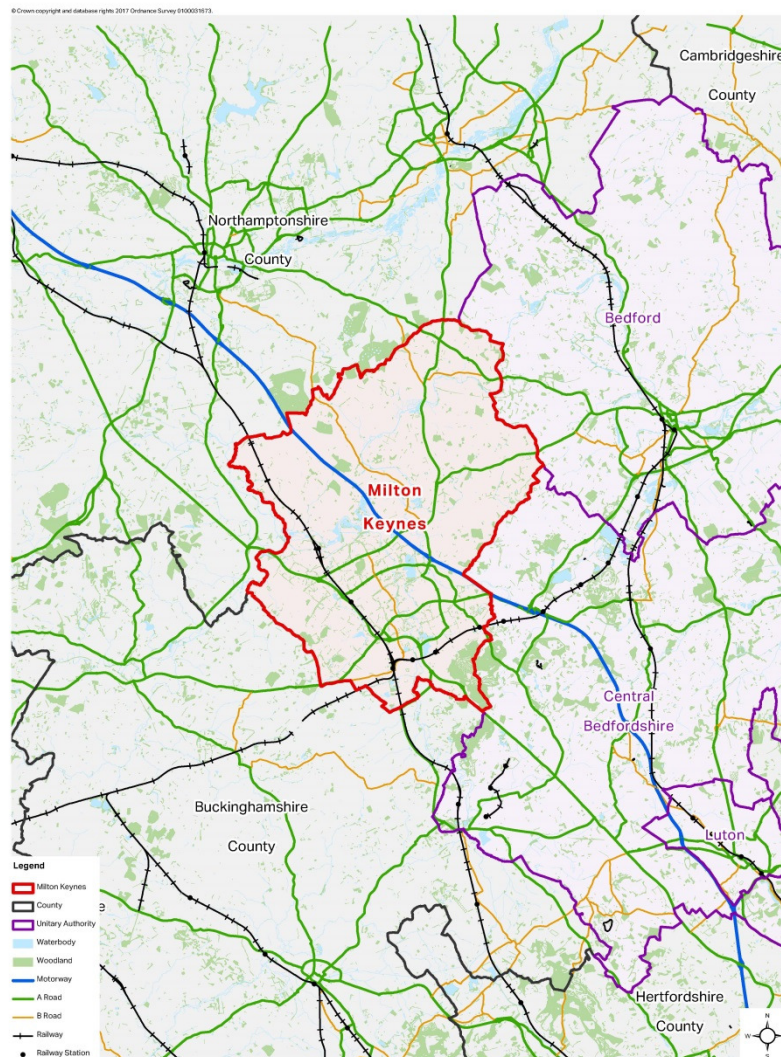 © Crown copyright and database rights 2017 Ordnance Survey 0100031673.
Cambridgeshire
County
Northamptonshire
County
Bedford
Milton
Keynes
Central
Bedfordshire
Buckinghamshire
County
Luton
Legend
Milton Keynes
County
e
Unitary Authority
Waterbody
Woodland
Motorway
A Road
B Road
Railway
Railway Station
Hertfordshire
County
N
W
E
S